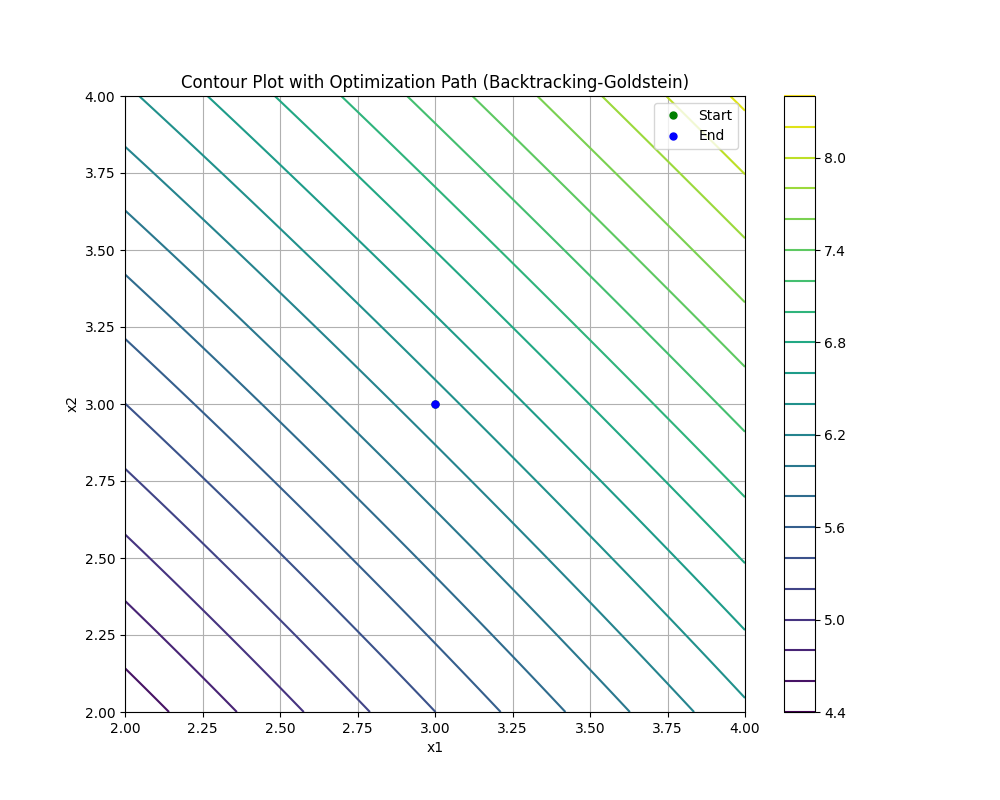 Contour Plot with Optimization Path (Backtracking-Goldstein)
4.00
3.75
3.50
3.25
3.00
2.75
2.50
2.25
2.00
x2
2.00 2.25 2.50 2.75 3.00 3.25 3.50 3.75 4.00
x1
Start
End
8.0
7.4
6.8
6.2
5.6
5.0
4.4